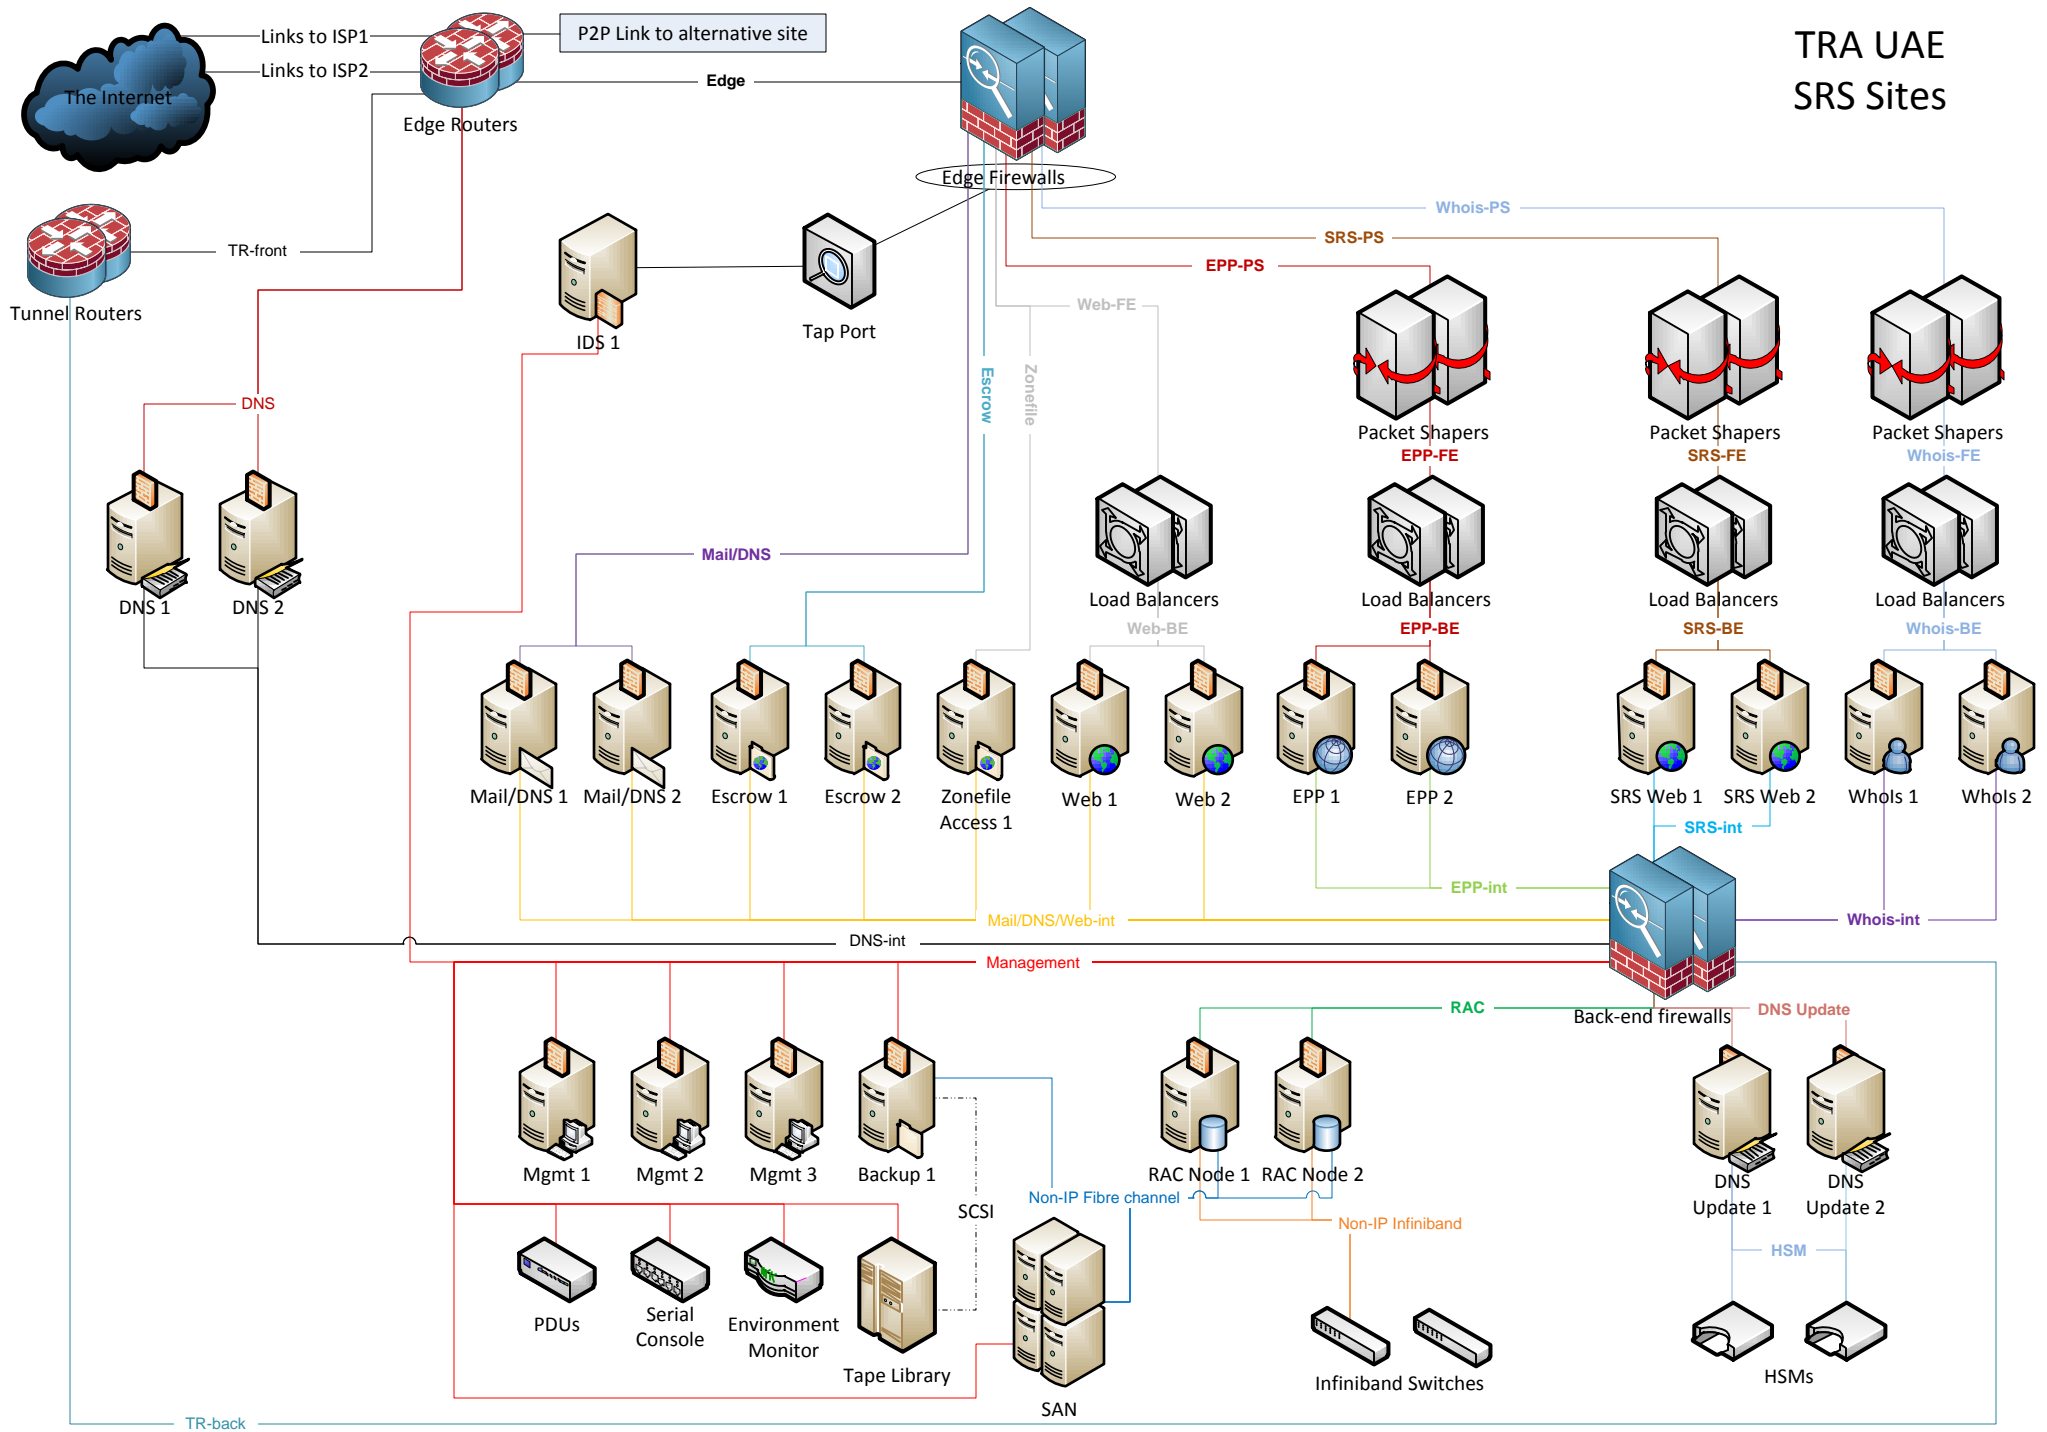 TRA UAE
SRS Sites
P2P Link to alternative site
Links to ISP1
Links to ISP2
The Internet
Edge
Edge Routers
Edge Firewalls
TR-front
Tunnel Routers
IDS 1
Tap Port
Whois-PS
SRS-PS
EPP-PS
Web-FE
Escrow
Zonefile
DNS
Packet Shapers
Packet Shapers
Packet Shapers
EPP-FE
SRS-FE
Whois-FE
Mail/DNS
DNS 1
DNS 2
Load Balancers
Load Balancers
Load Balancers
Load Balancers
Web-BE
EPP-BE
SRS-BE
Whois-BE
Mail/DNS 1
Mail/DNS 2
Escrow 1
Escrow 2
Zonefile
Access 1
Web 1
Web 2
EPP 1
EPP 2
SRS Web 1
SRS Web 2
WhoIs 1
WhoIs 2
SRS-int
EPP-int
Mail/DNS/Web-int
Whois-int
DNS-int
Management
RAC
Back-end firewalls
DNS Update
Mgmt 1
Mgmt 2
Mgmt 3
Backup 1
RAC Node 1
RAC Node 2
DNS
Update 1
DNS
Update 2
Non-IP Fibre channel
SCSI
Non-IP Infiniband
HSM
PDUs
Serial
Console
Environment
Monitor
Tape Library
SAN
Infiniband Switches
HSMs
TR-back